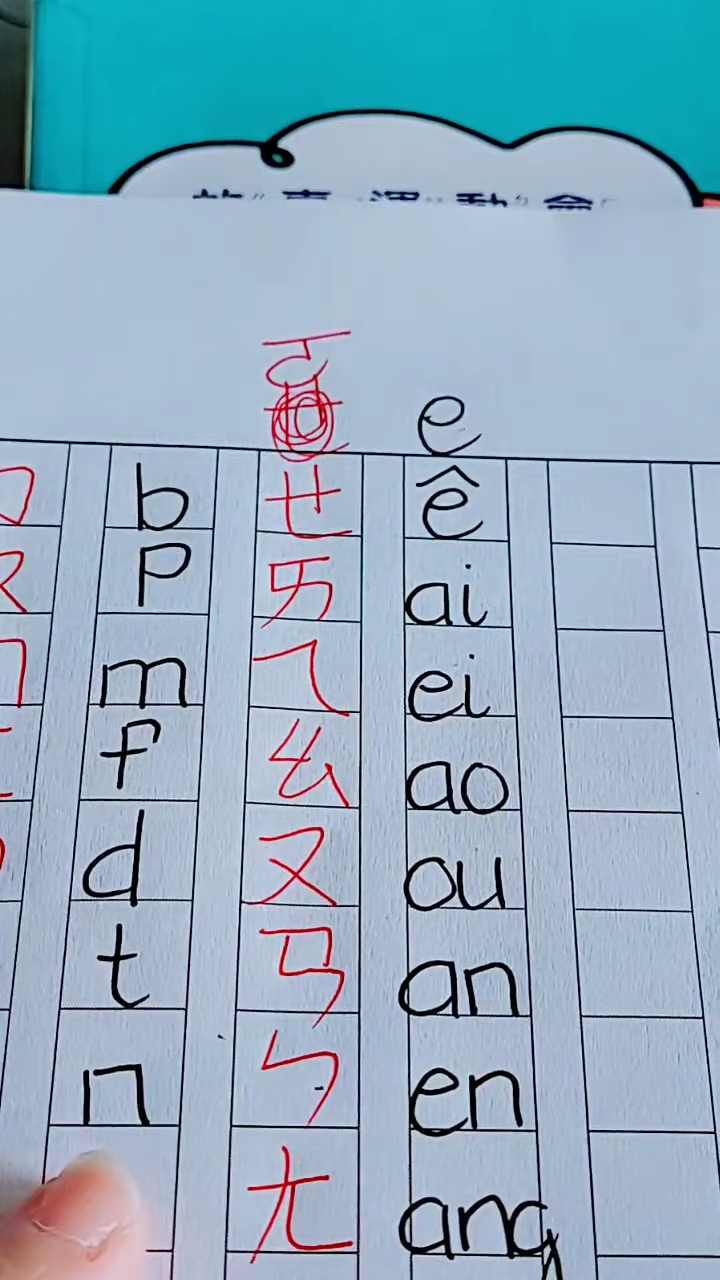 ㄜ e
b ㄝ ê
p ㄞ ai
m ㄟ ei
f ㄠ ao
d ㄡ ou
t ㄢ an
n ㄣ en
ㄤ ang